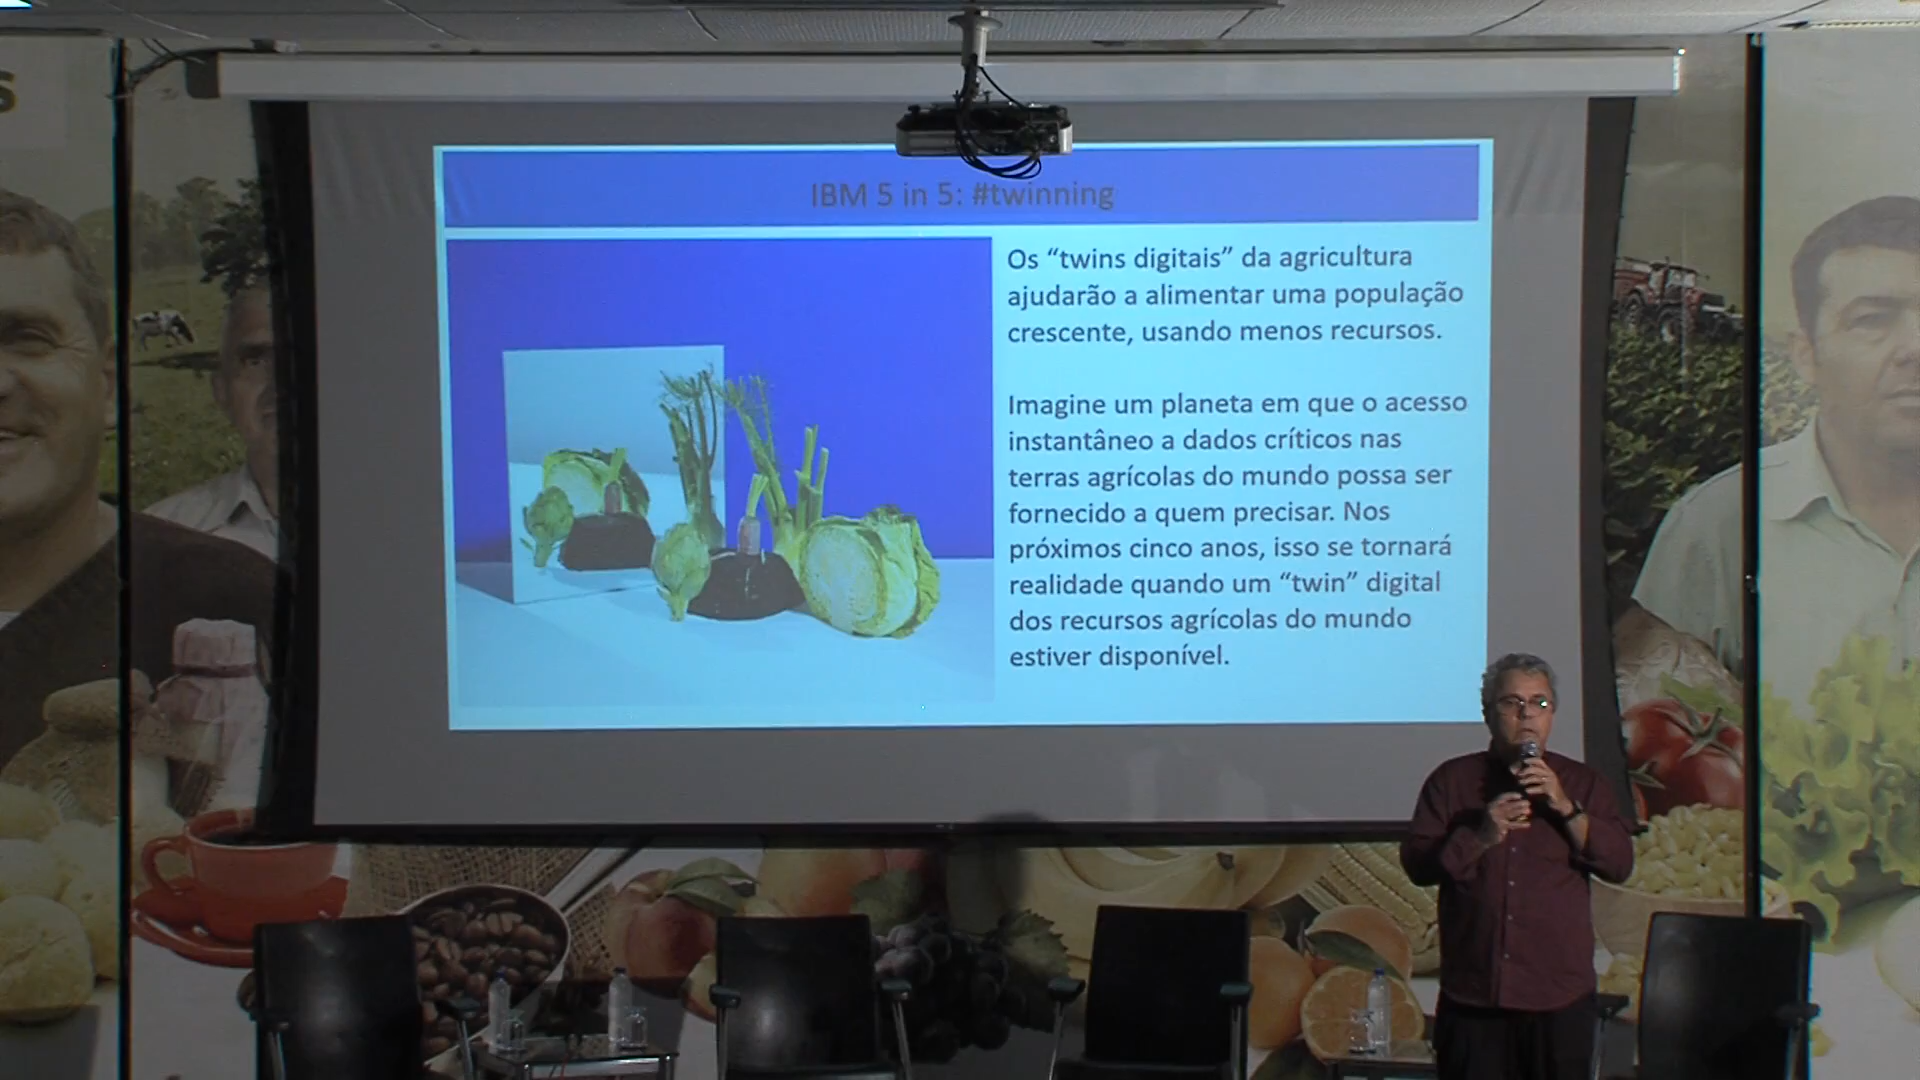 s
IBM 5 in 5: #twinning
Os “twins digitais” da agricultura
ajudarão a alimentar uma população
crescente, usando menos recursos.
Imagine um planeta em que o acesso
instantâneo a dados críticos nas
terras agrícolas do mundo possa ser
fornecido a quem precisar. Nos
próximos cinco anos, isso se tornará
realidade quando um “twin” digital
dos recursos agrícolas do mundo
estiver disponível.